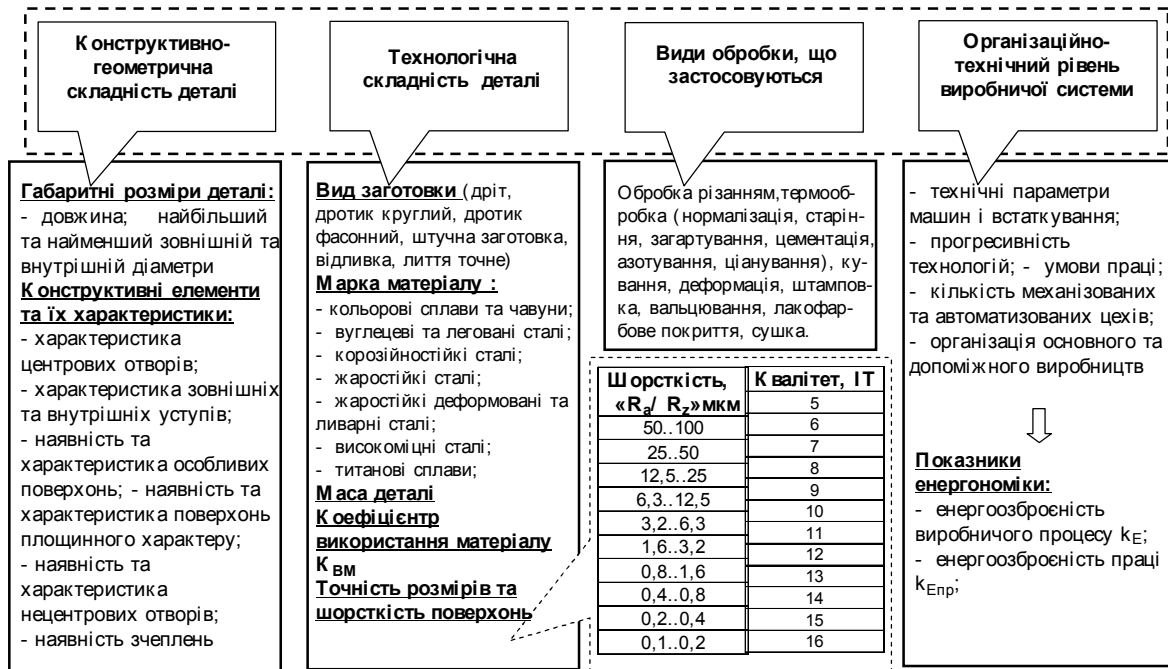 Конструктивно-
геометрична
складність деталі
Технологічна
складність деталі
Види обробки, що
застосовуються
Організаційно-
технічний рівень
виробничої системи
Габаритні розміри деталі:
- довжина; найбільший
та найменший зовнішній та
внутрішній діаметри
Конструктивні елементи
та їх характеристики:
- характеристика
центрових отворів;
- характеристика зовнішніх
та внутрішніх уступів;
- наявність та
характеристика особливих
поверхонь; - наявність та
характеристика поверхонь
площинного характеру;
- наявність та
характеристика
нецентрових отворів;
- наявність зчеплень
Вид заготовки (дріт,
дротик круглий, дротик
фасонний, штучна заготовка,
відливка, лиття точне)
Марка матеріалу :
- кольорові сплави та чавуни;
- вуглецеві та леговані сталі;
- корозійностійкі сталі;
- жаростійкі сталі;
- жаростійкі деформовані та
ливарні сталі;
- високоміцні сталі;
- титанові сплави;
Маса деталі
Коефіцієнтр
використання матеріалу
К ВМ
Точність розмірів та
шорсткість поверхонь
Обробка різанням,термооб-
робка (нормалізація, старін-
ня, загартування, цементація,
азотування, ціанування), ку-
вання, деформація, штампов-
ка, вальцювання, лакофар-
бове покриття, сушка.
Шорсткість,
«Ra/ Rz»мкм
50..100
25..50
12,5..25
6,3..12,5
3,2..6,3
1,6..3,2
0,8..1,6
0,4..0,8
0,2..0,4
0,1..0,2
Квалітет, IT
5
6
7
8
9
10
11
12
13
14
15
16
- технічні параметри
машин і встаткування;
- прогресивність
технологій; - умови праці;
- кількість механізованих
та автоматизованих цехів;
- організація основного та
допоміжного виробництв
Показники
енергономіки:
- енергоозброєність
виробничого процесу kE;
- енергоозброєність праці
kEпр;